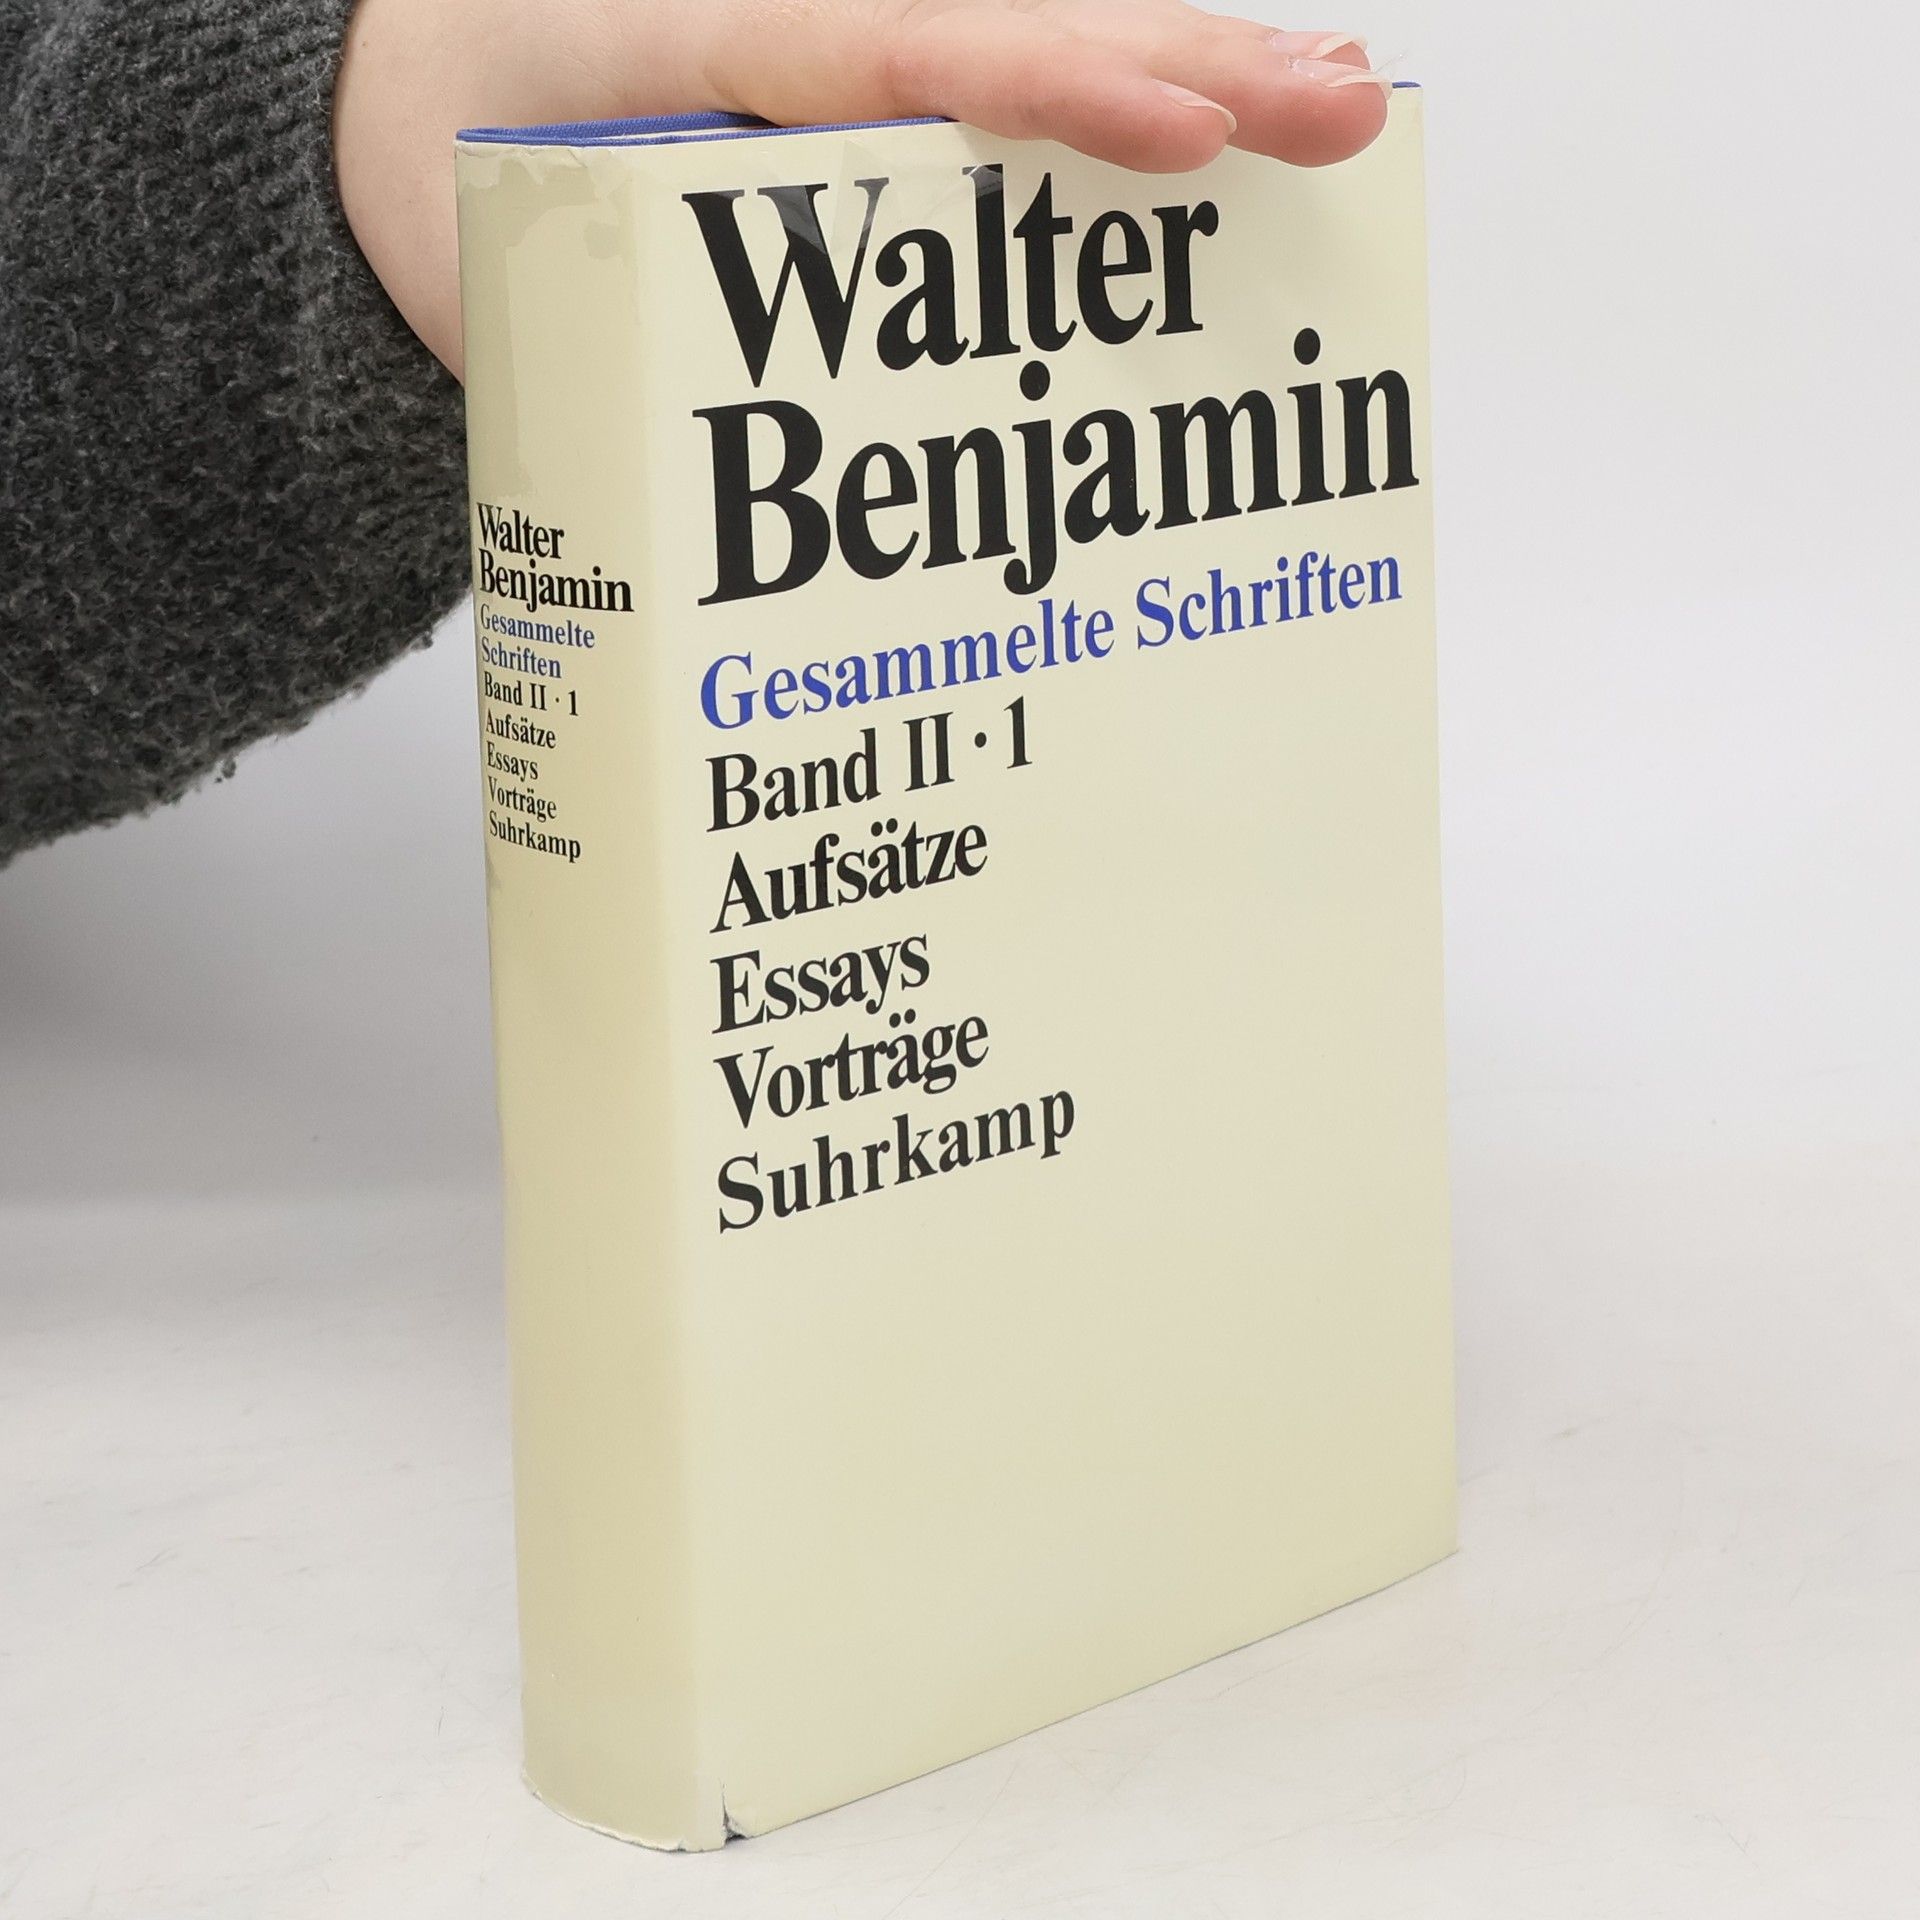 Walter
Benjamin
Gesammelte
Schriften
Band II · 1
Aufsätze
Essays
Vorträge
Suhrkamp
Walter
Benjamin
Gesammelte Schriften
Band II · 1
Aufsätze
Essays
Vorträge
Suhrkamp